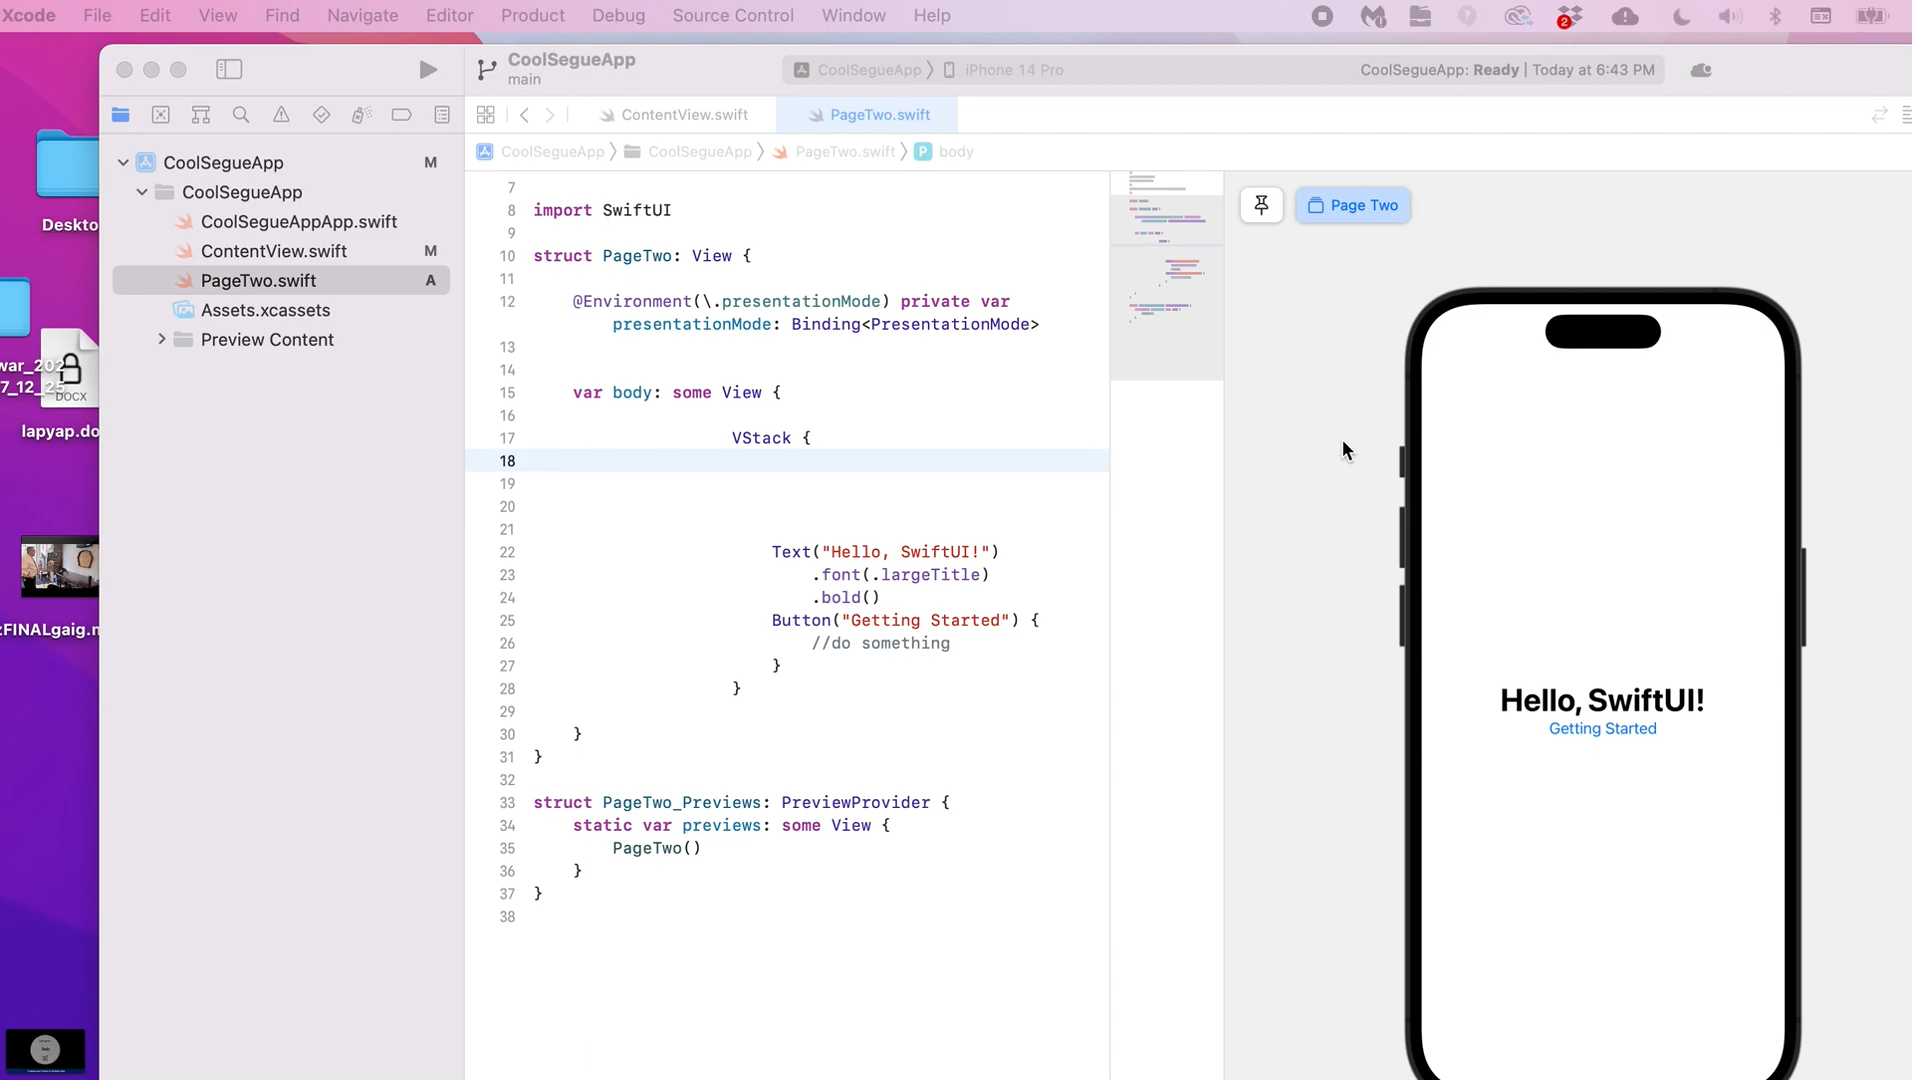 Xcode File Edit View Find Navigate Editor Product Debug Source Control Window Help
2
CoolSegueApp
main
CoolSegueApp iPhone 14 Pro
CoolSegueApp: Ready | Today at 6:43 PM
ContentView.swift PageTwo.swift
CoolSegueApp CoolSegueApp PageTwo.swift P body
CoolSegueApp M
CoolSegueApp
CoolSegueAppApp.swift
ContentView.swift M
PageTwo.swift A
Assets.xcassets
Preview Content
Deskto
war_202
7_12_25
DOCX
lapyap.do
zFINALgaig.m
7
8 import SwiftUI
9
10 struct PageTwo: View {
11
12 @Environment(\.presentationMode) private var
presentationMode: Binding<PresentationMode>
13
14
15 var body: some View {
16
17 VStack {
18
19
20
21
22 Text("Hello, SwiftUI!")
23 .font(.largeTitle)
24 .bold()
25 Button("Getting Started") {
26 //do something
27 }
28 }
29
30 }
31 }
32
33 struct PageTwo_Previews: PreviewProvider {
34 static var previews: some View {
35 PageTwo()
36 }
37 }
38
Page Two
Hello, SwiftUI!
Getting Started